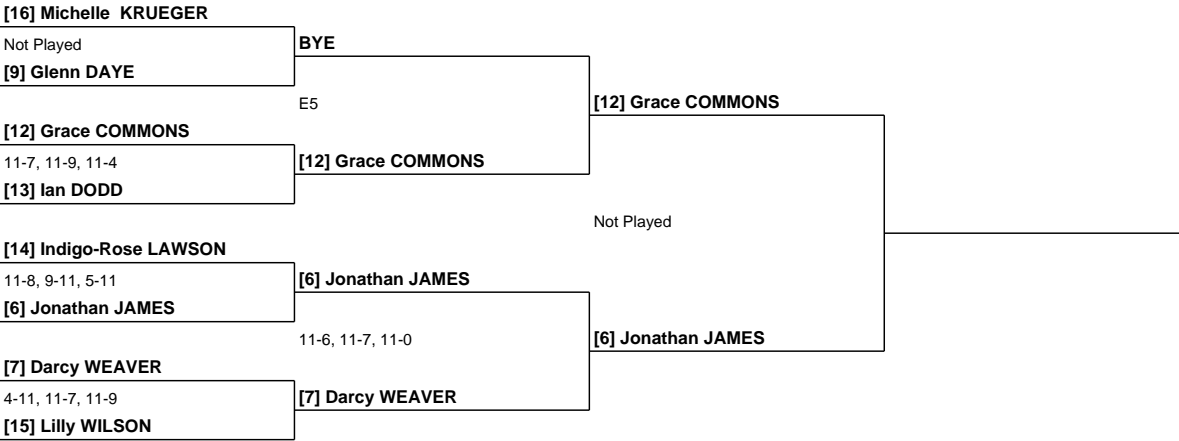 [16] Michelle  KRUEGER
Not Played
BYE
[9] Glenn DAYE
E5
[12] Grace COMMONS
[12] Grace COMMONS
11-7, 11-9, 11-4
[12] Grace COMMONS
[13] Ian DODD
Not Played
[14] Indigo-Rose LAWSON
11-8, 9-11, 5-11
[6] Jonathan JAMES
[6] Jonathan JAMES
11-6, 11-7, 11-0
[6] Jonathan JAMES
[7] Darcy WEAVER
4-11, 11-7, 11-9
[7] Darcy WEAVER
[15] Lilly WILSON